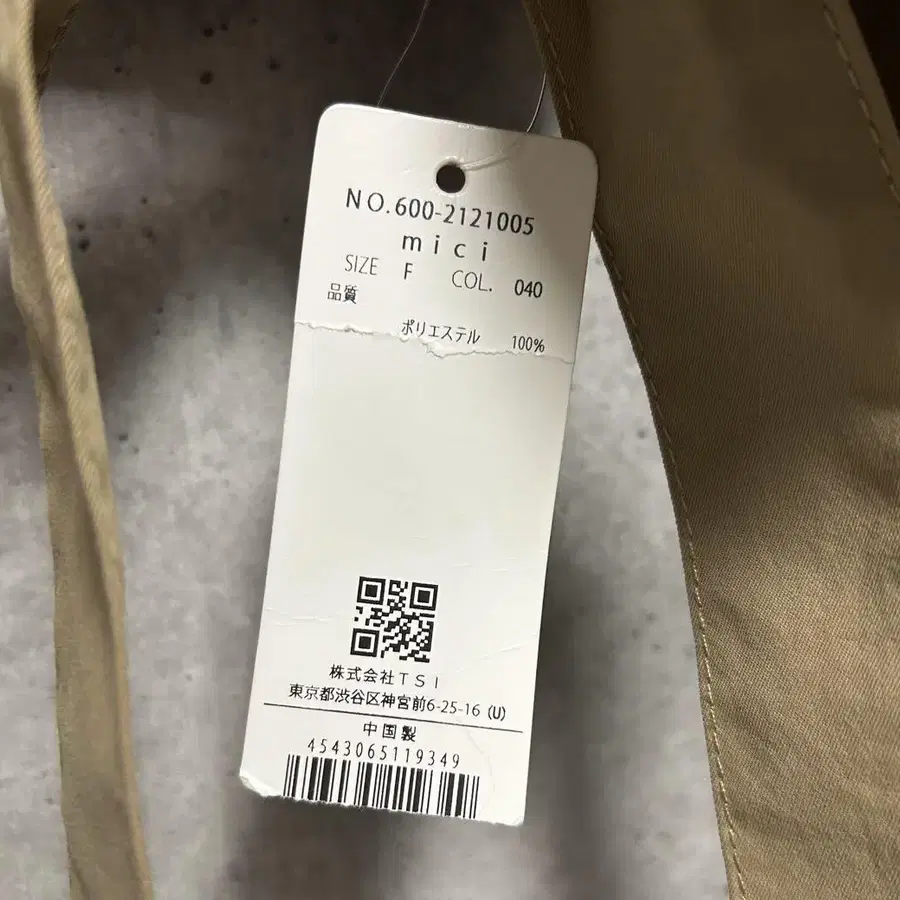 NO.600-2121005
mici
SIZE F COL. 040
品質
ポリエステル 100%
株式会社TSI
東京都渋谷区神宮前6-25-16 (U)
中国製
4543065119349